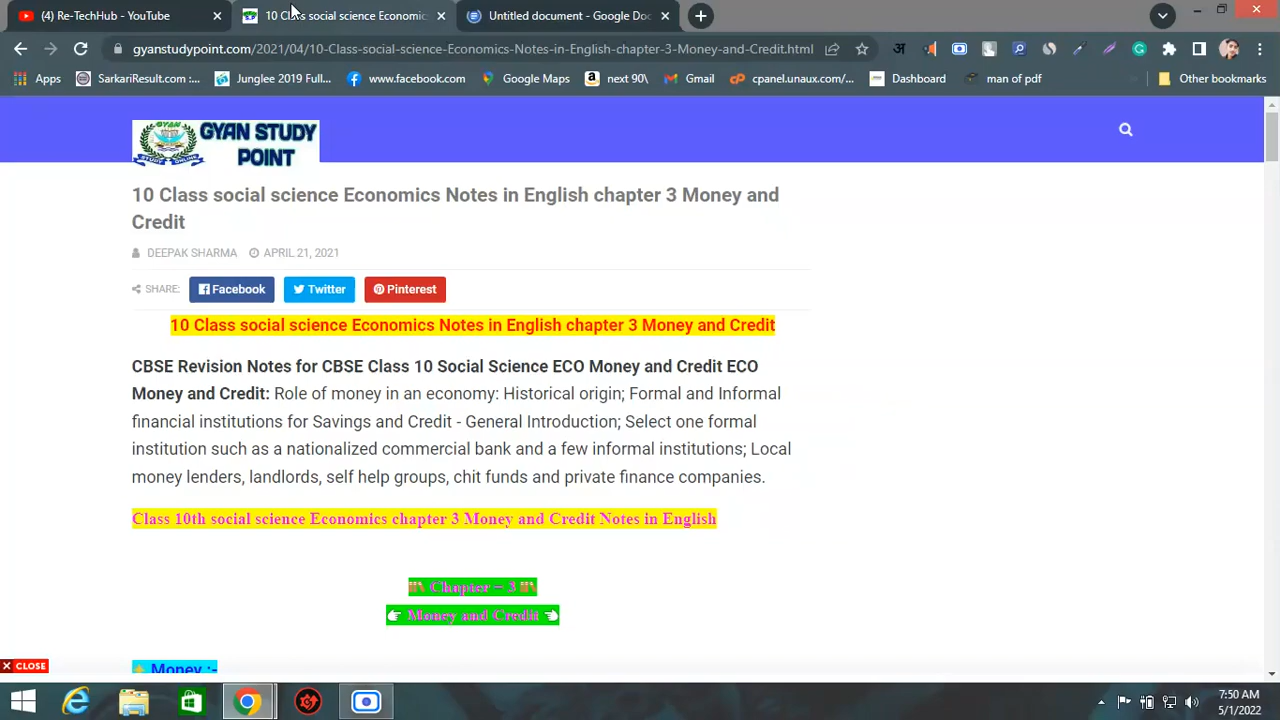 (4) Re-TechHub - YouTube
10 Class social science Economic
Untitled document - Google Doc
gyanstudypoint.com/2021/04/10-Class-social-science-Economics-Notes-in-English-chapter-3-Money-and-Credit.html
Apps
SarkariResult.com :...
Junglee 2019 Full...
www.facebook.com
Google Maps
next 90\
Gmail
cpanel.unaux.com/...
Dashboard
man of pdf
Other bookmarks
GYAN STUDY
POINT
10 Class social science Economics Notes in English chapter 3 Money and
Credit
DEEPAK SHARMA APRIL 21, 2021
SHARE: Facebook Twitter Pinterest
10 Class social science Economics Notes in English chapter 3 Money and Credit
CBSE Revision Notes for CBSE Class 10 Social Science ECO Money and Credit ECO
Money and Credit: Role of money in an economy: Historical origin; Formal and Informal
financial institutions for Savings and Credit - General Introduction; Select one formal
institution such as a nationalized commercial bank and a few informal institutions; Local
money lenders, landlords, self help groups, chit funds and private finance companies.
Class 10th social science Economics chapter 3 Money and Credit Notes in English
Chapter - 3
Money and Credit
CLOSE
Money :-
7:50 AM
5/1/2022